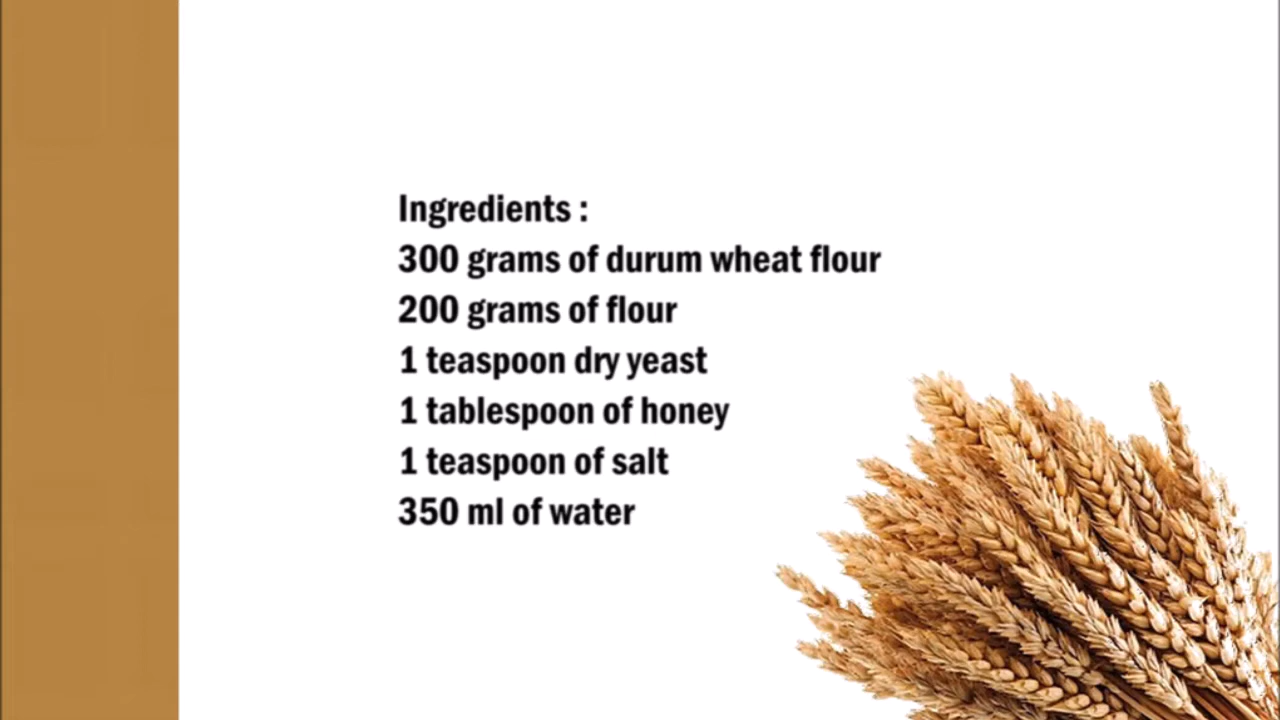 Ingredients :
300 grams of durum wheat flour
200 grams of flour
1 teaspoon dry yeast
1 tablespoon of honey
1 teaspoon of salt
350 ml of water